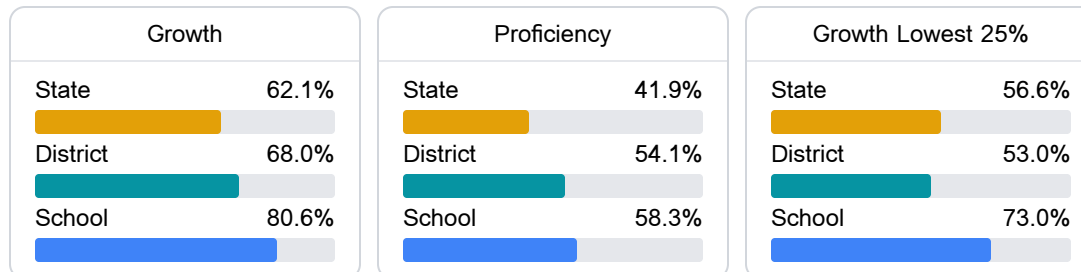 Growth
State 62.1%
District 68.0%
School 80.6%
Proficiency
State 41.9%
District 54.1%
School 58.3%
Growth Lowest 25%
State 56.6%
District 53.0%
School 73.0%